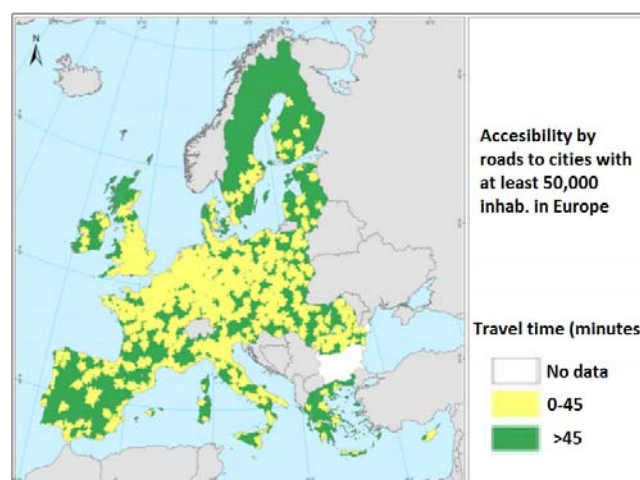 N
Accesibility by
roads to cities with
at least 50,000
inhab. in Europe
Travel time (minutes
No data
0-45
>45